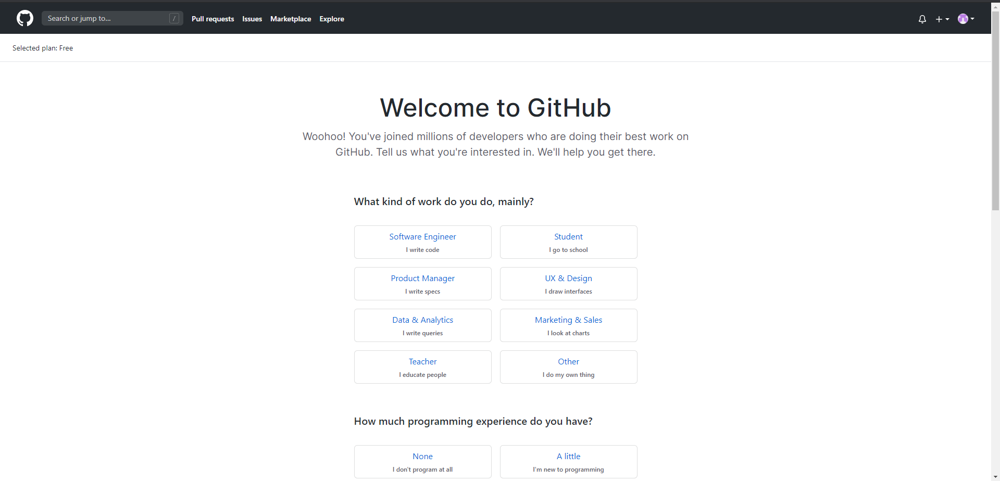 Search or jump to...
/
Pull requests
Issues
Marketplace
Explore
Selected plan: Free
Welcome to GitHub
Woohoo! You've joined millions of developers who are doing their best work on
GitHub. Tell us what you're interested in. We'll help you get there.
What kind of work do you do, mainly?
Software Engineer
I write code
Student
I go to school
Product Manager
I write specs
UX & Design
I draw interfaces
Data & Analytics
I write queries
Marketing & Sales
I look at charts
Teacher
I educate people
Other
I do my own thing
How much programming experience do you have?
None
I don't program at all
A little
I'm new to programming